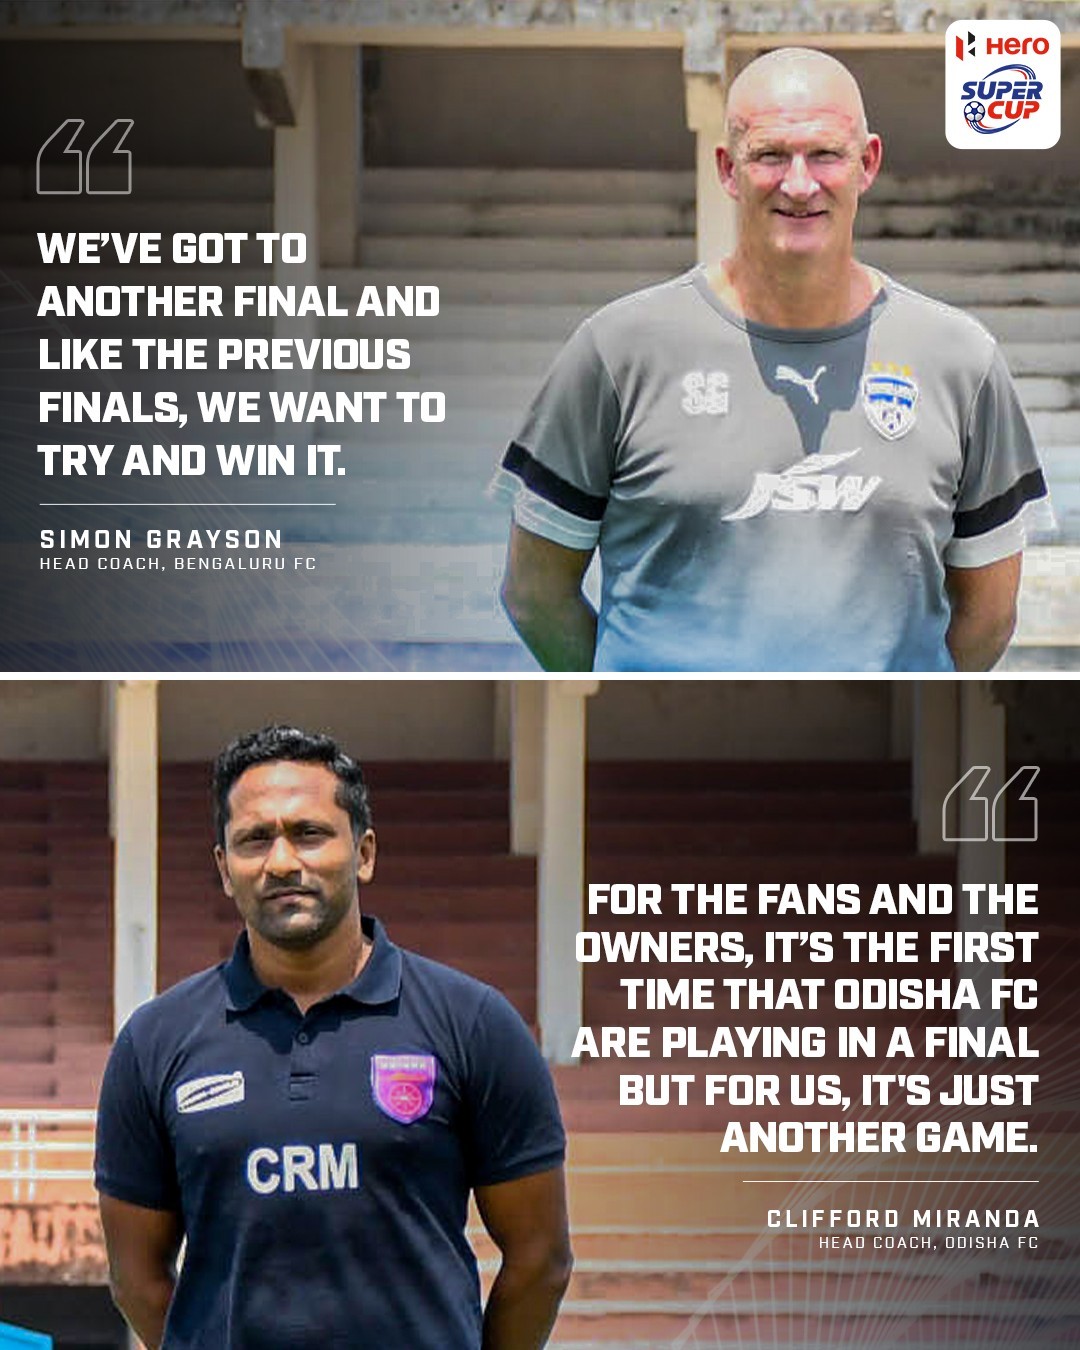 Hero
SUPER
CUP
WE’VE GOT TO
ANOTHER FINAL AND
LIKE THE PREVIOUS
FINALS, WE WANT TO
TRY AND WIN IT.
SIMON GRAYSON
HEAD COACH, BENGALURU FC
SG
JSW
FOR THE FANS AND THE
OWNERS, IT’S THE FIRST
TIME THAT ODISHA FC
ARE PLAYING IN A FINAL
BUT FOR US, IT'S JUST
ANOTHER GAME.
CLIFFORD MIRANDA
HEAD COACH, ODISHA FC
CRM